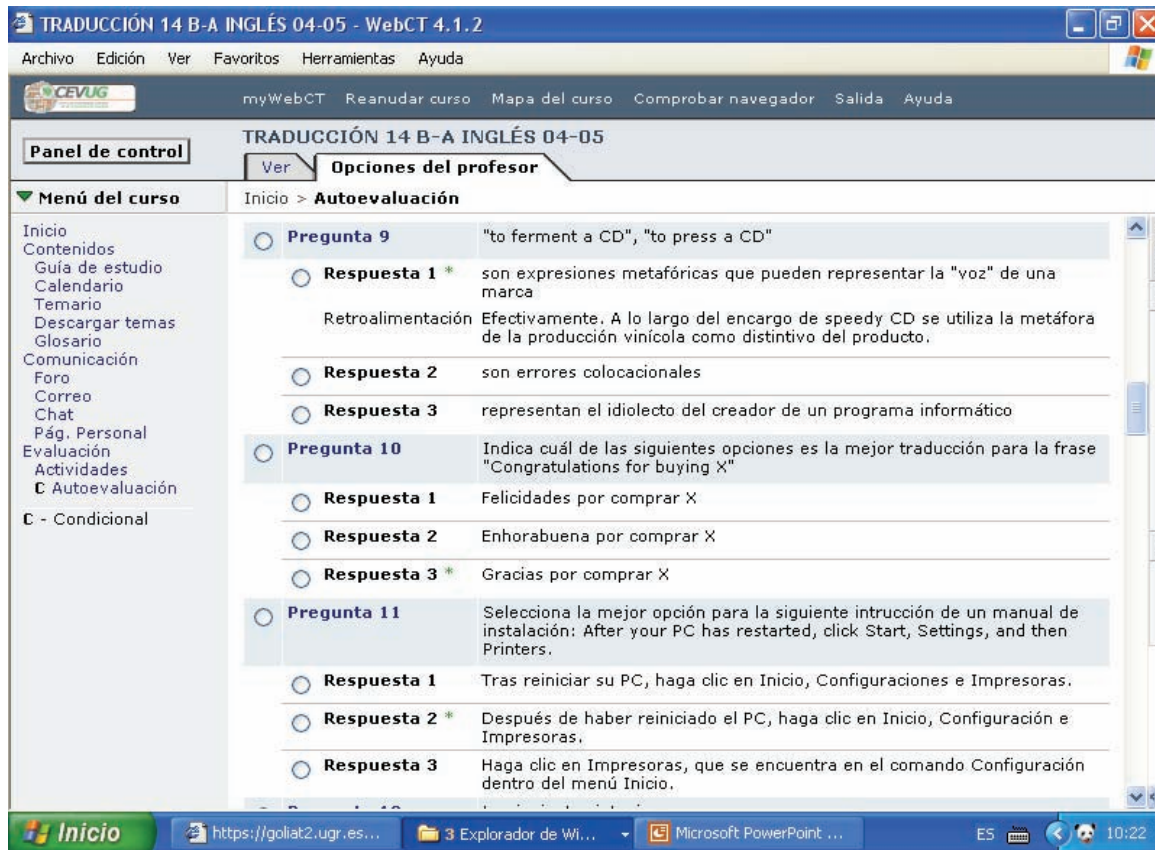 TRADUCCIÓN 14 B-A INGLÉS 04-05 - WebCT 4.1.2
Archivo Edición Ver Favoritos Herramientas Ayuda
CEVUG
myWebCT Reanudar curso Mapa del curso Comprobar navegador Salida Ayuda
Panel de control
TRADUCCIÓN 14 B-A INGLÉS 04-05
Ver Opciones del profesor
Menú del curso
Inicio > Autoevaluación
Inicio
Contenidos
Guía de estudio
Calendario
Temario
Descargar temas
Glosario
Comunicación
Foro
Correo
Chat
Pág. Personal
Evaluación
Actividades
C Autoevaluación
C - Condicional
Pregunta 9 "to ferment a CD", "to press a CD"
Respuesta 1 * son expresiones metafóricas que pueden representar la "voz" de una
marca
Retroalimentación Efectivamente. A lo largo del encargo de speedy CD se utiliza la metáfora
de la producción vinícola como distintivo del producto.
Respuesta 2 son errores colocacionales
Respuesta 3 representan el idiolecto del creador de un programa informático
Pregunta 10 Indica cuál de las siguientes opciones es la mejor traducción para la frase
"Congratulations for buying X"
Respuesta 1 Felicidades por comprar X
Respuesta 2 Enhorabuena por comprar X
Respuesta 3 * Gracias por comprar X
Pregunta 11 Selecciona la mejor opción para la siguiente intrucción de un manual de
instalación: After your PC has restarted, click Start, Settings, and then
Printers.
Respuesta 1 Tras reiniciar su PC, haga clic en Inicio, Configuraciones e Impresoras.
Respuesta 2 * Después de haber reiniciado el PC, haga clic en Inicio, Configuración e
Impresoras.
Respuesta 3 Haga clic en Impresoras, que se encuentra en el comando Configuración
dentro del menú Inicio.
Inicio https://goliat2.ugr.es... 3 Explorador de Wi... Microsoft PowerPoint ... ES 10:22